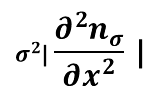 σ²| ∂²n_σ / ∂x² |